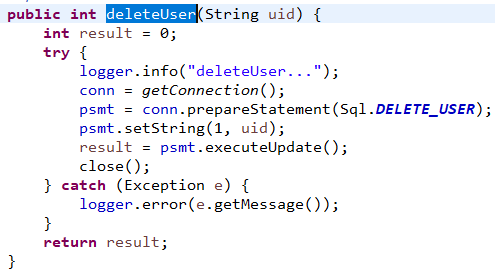 public int deleteUser(String uid) {
int result = 0;
try {
logger.info("deleteUser...");
conn = getConnection();
psmt = conn.prepareStatement(Sql.DELETE_USER);
psmt.setString(1, uid);
result = psmt.executeUpdate();
close();
} catch (Exception e) {
logger.error(e.getMessage());
}
return result;
}